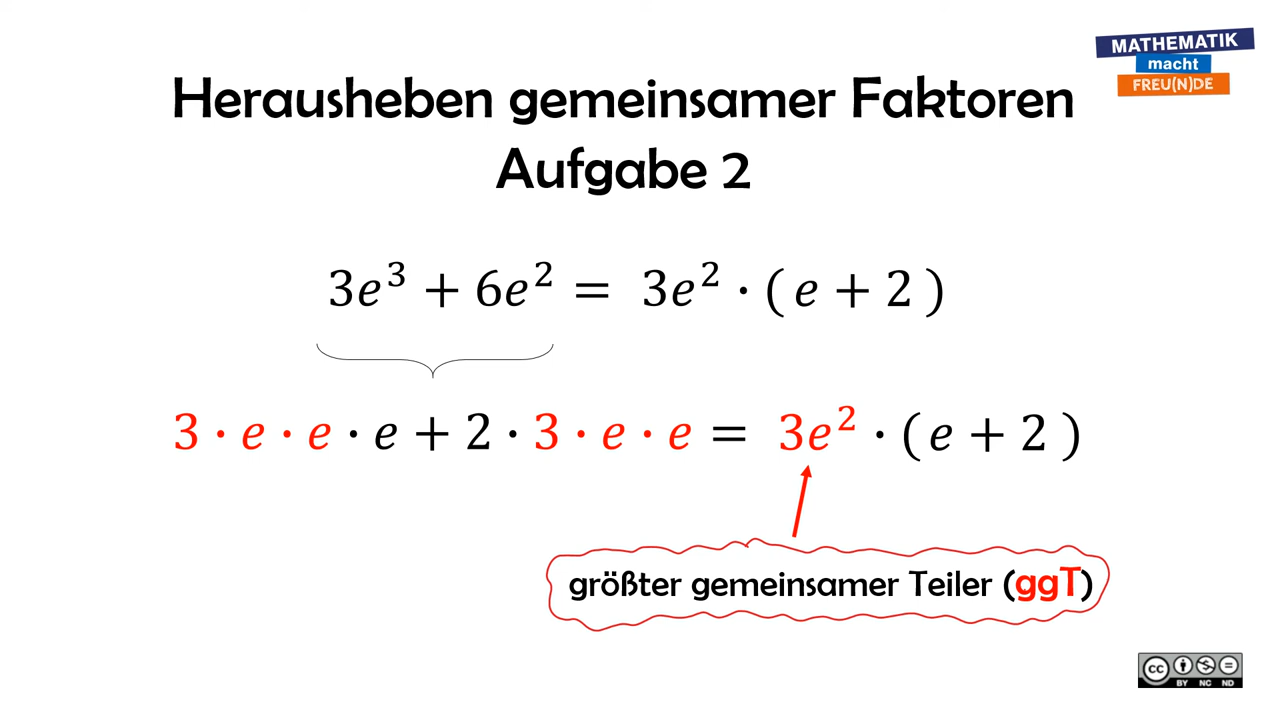 MATHEMATIK
macht
FREU(N)DE
Herausheben gemeinsamer Faktoren
Aufgabe 2
3e³ + 6e² = 3e² · ( e + 2 )
3 · e · e · e + 2 · 3 · e · e = 3e² · ( e + 2 )
größter gemeinsamer Teiler (ggT)
cc
BY NC ND